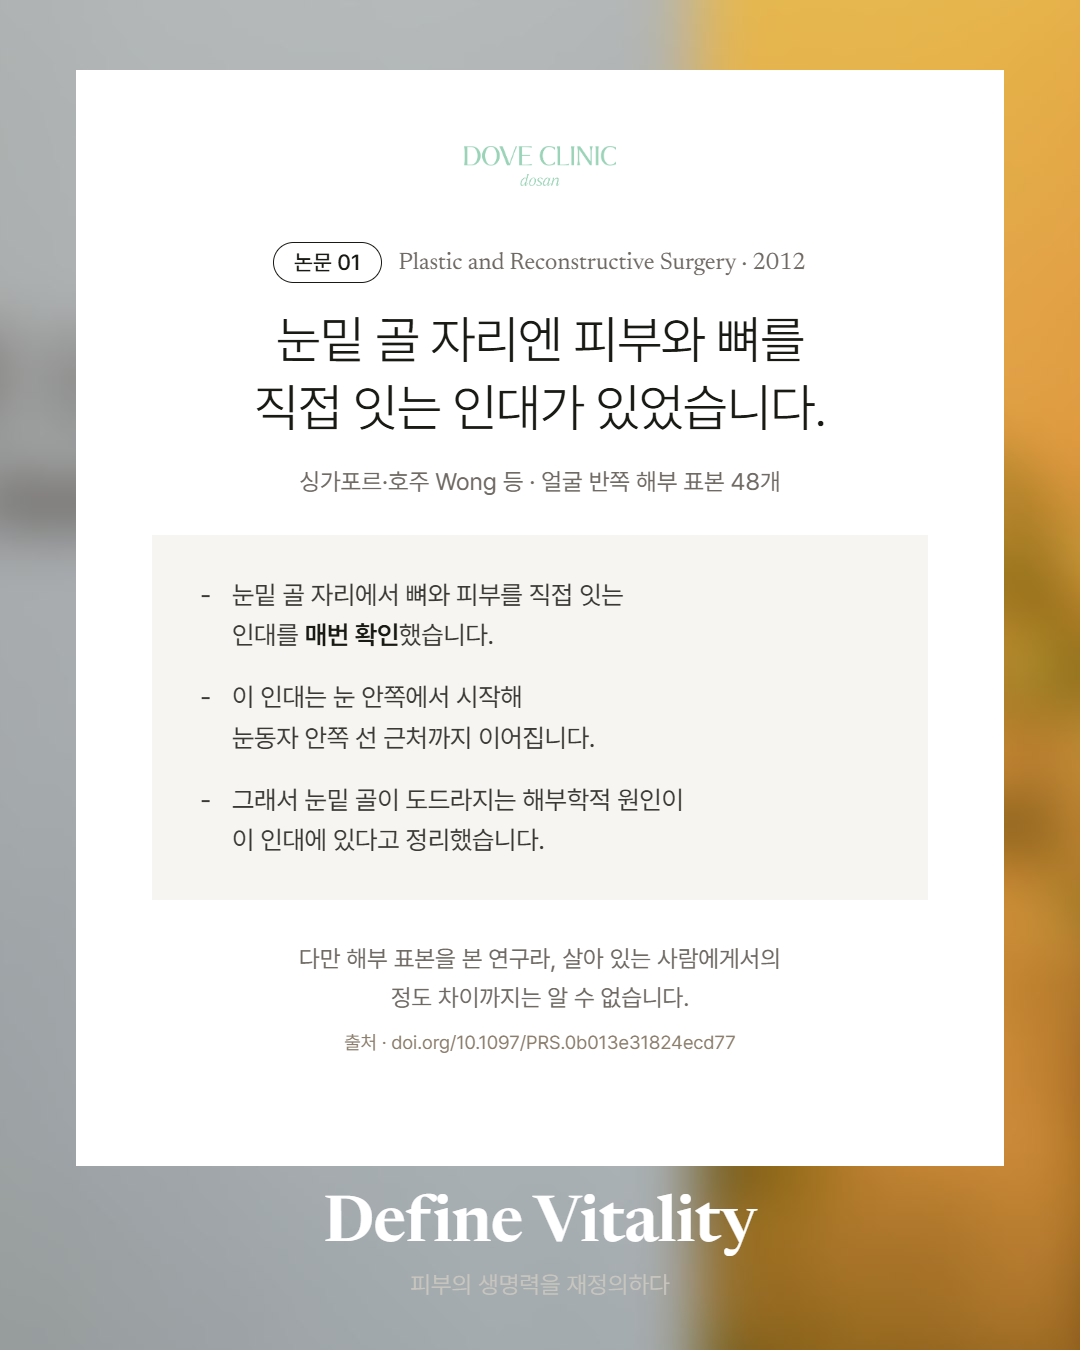 DOVE CLINIC
dosan
논문 01 Plastic and Reconstructive Surgery · 2012
눈밑 골 자리엔 피부와 뼈를
직접 잇는 인대가 있었습니다.
싱가포르·호주 Wong 등 · 얼굴 반쪽 해부 표본 48개
- 눈밑 골 자리에서 뼈와 피부를 직접 잇는
인대를 매번 확인했습니다.
- 이 인대는 눈 안쪽에서 시작해
눈동자 안쪽 선 근처까지 이어집니다.
- 그래서 눈밑 골이 도드라지는 해부학적 원인이
이 인대에 있다고 정리했습니다.
다만 해부 표본을 본 연구라, 살아 있는 사람에게서의
정도 차이까지는 알 수 없습니다.
출처 · doi.org/10.1097/PRS.0b013e31824ecd77
Define Vitality
피부의 생명력을 재정의하다